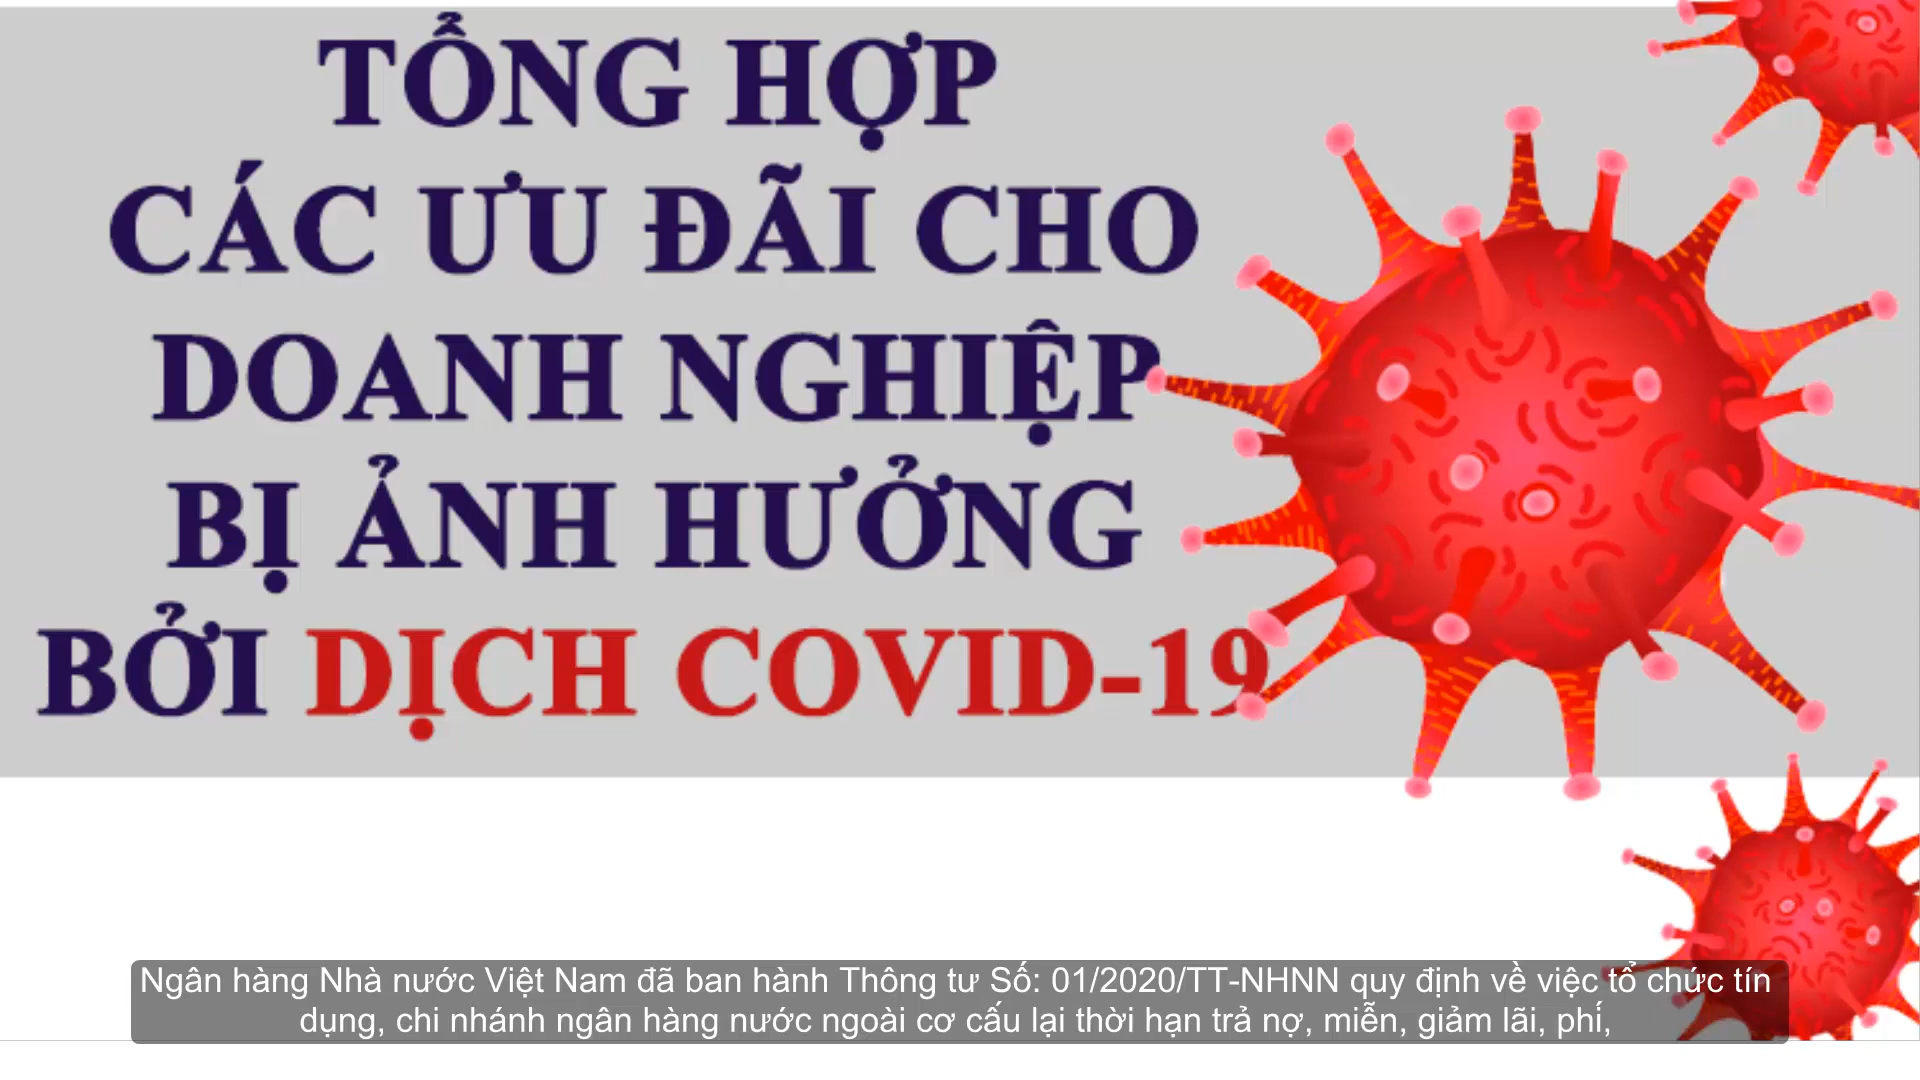 TỔNG HỢP
CÁC ƯU ĐÃI CHO
DOANH NGHIỆP
BỊ ẢNH HƯỞNG
BỞI DỊCH COVID-19
Ngân hàng Nhà nước Việt Nam đã ban hành Thông tư Số: 01/2020/TT-NHNN quy định về việc tổ chức tín
dụng, chi nhánh ngân hàng nước ngoài cơ cấu lại thời hạn trả nợ, miễn, giảm lãi, phí,